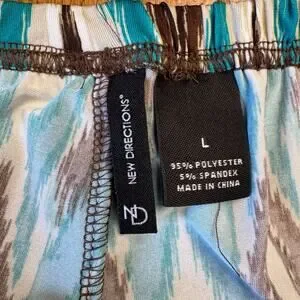 NEW DIRECTIONS®
ND
L
95% POLYESTER
5% SPANDEX
MADE IN CHINA